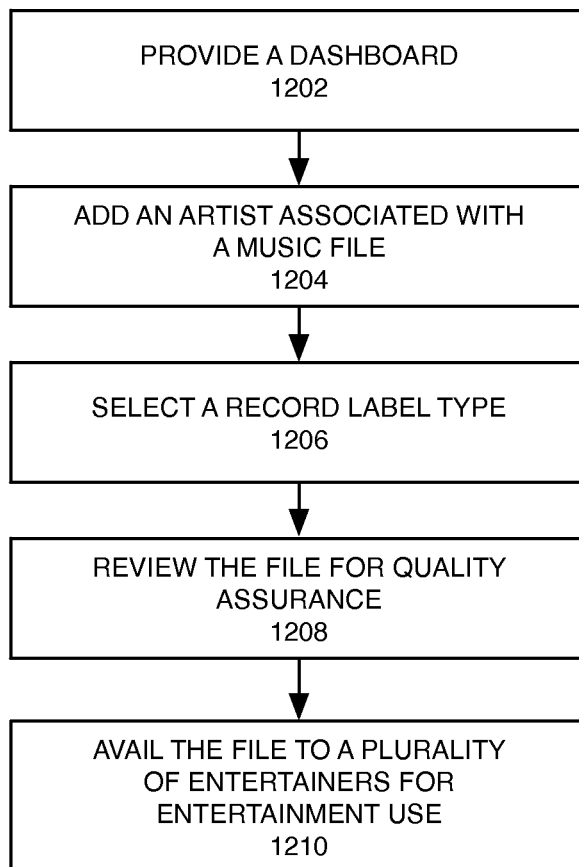 PROVIDE A DASHBOARD
1202
ADD AN ARTIST ASSOCIATED WITH
A MUSIC FILE
1204
SELECT A RECORD LABEL TYPE
1206
REVIEW THE FILE FOR QUALITY
ASSURANCE
1208
AVAIL THE FILE TO A PLURALITY
OF ENTERTAINERS FOR
ENTERTAINMENT USE
1210